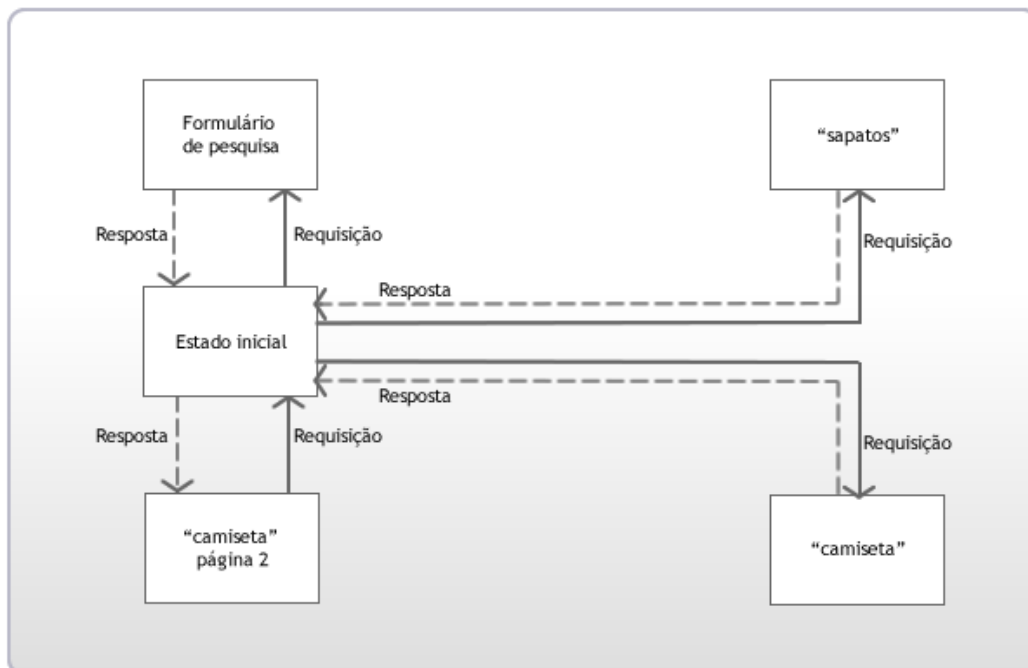 Formulário
de pesquisa
“sapatos”
Resposta
Requisição
Requisição
Resposta
Estado inicial
Resposta
Resposta
Requisição
Requisição
“camiseta”
página 2
“camiseta”